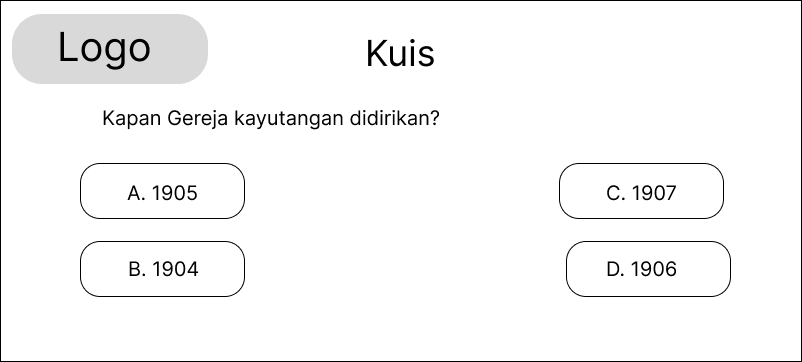 Logo
Kuis
Kapan Gereja kayutangan didirikan?
A. 1905
C. 1907
B. 1904
D. 1906